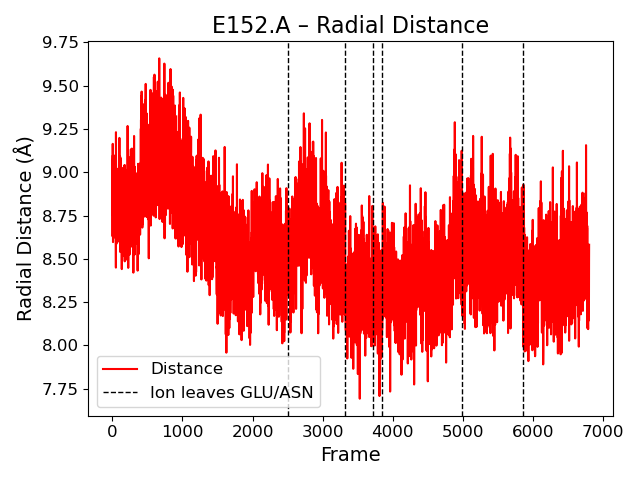 E152.A – Radial Distance
Radial Distance (Å)
9.75
9.50
9.25
9.00
8.75
8.50
8.25
8.00
7.75
Distance
Ion leaves GLU/ASN
0 1000 2000 3000 4000 5000 6000 7000
Frame